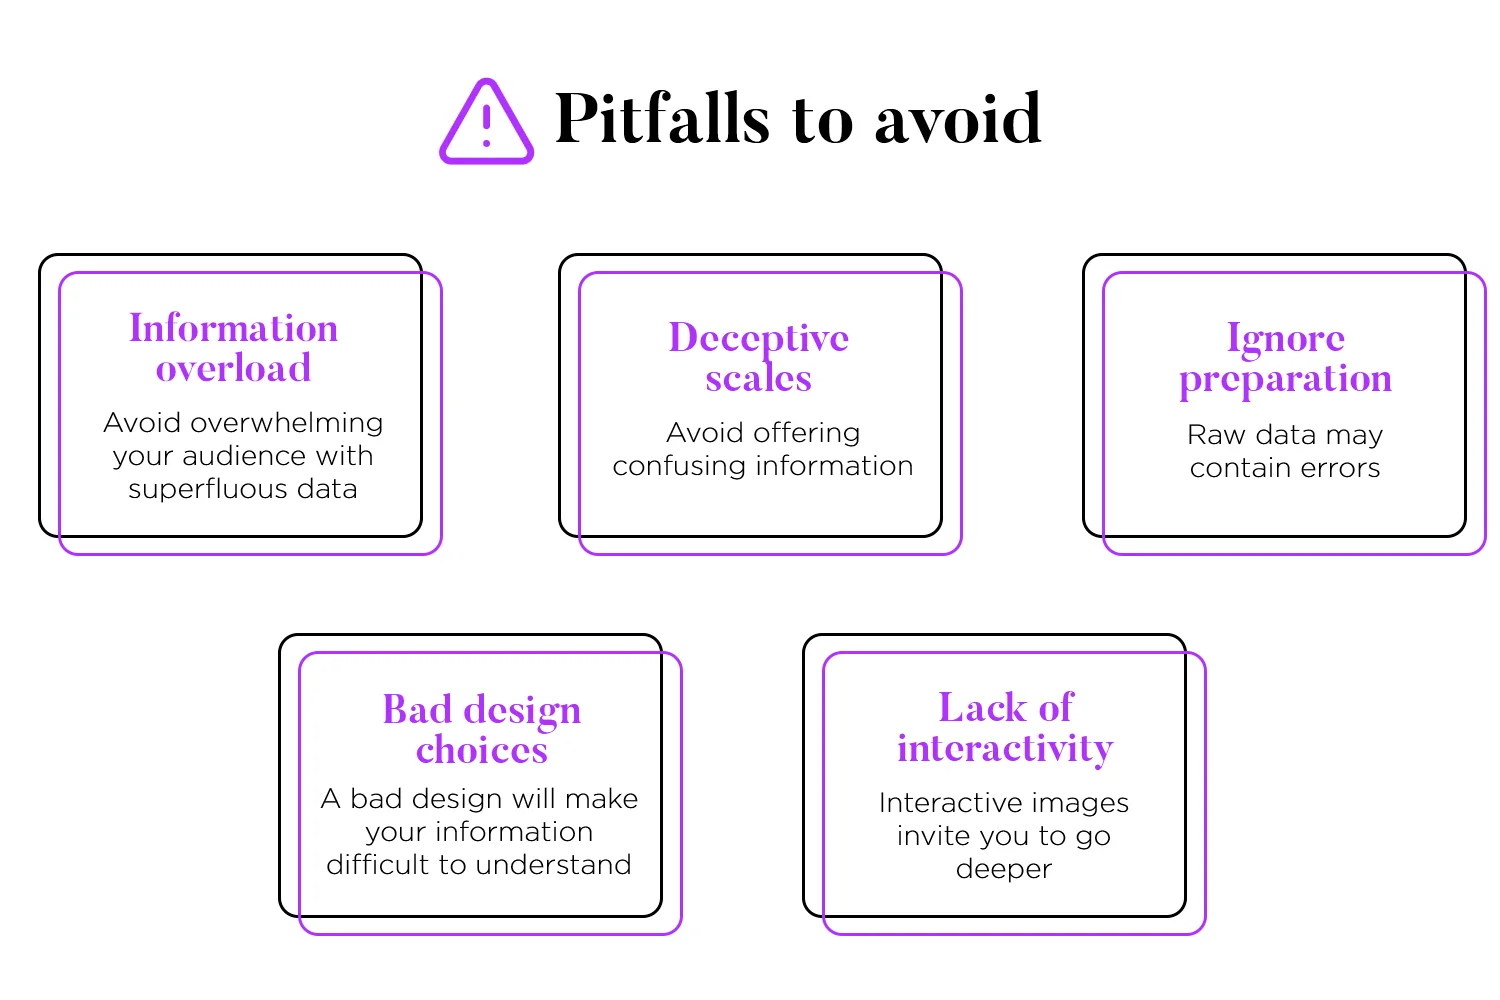 Pitfalls to avoid
Information
overload
Avoid overwhelming
your audience with
superfluous data
Deceptive
scales
Avoid offering
confusing information
Ignore
preparation
Raw data may
contain errors
Bad design
choices
A bad design will make
your information
difficult to understand
Lack of
interactivity
Interactive images
invite you to go
deeper